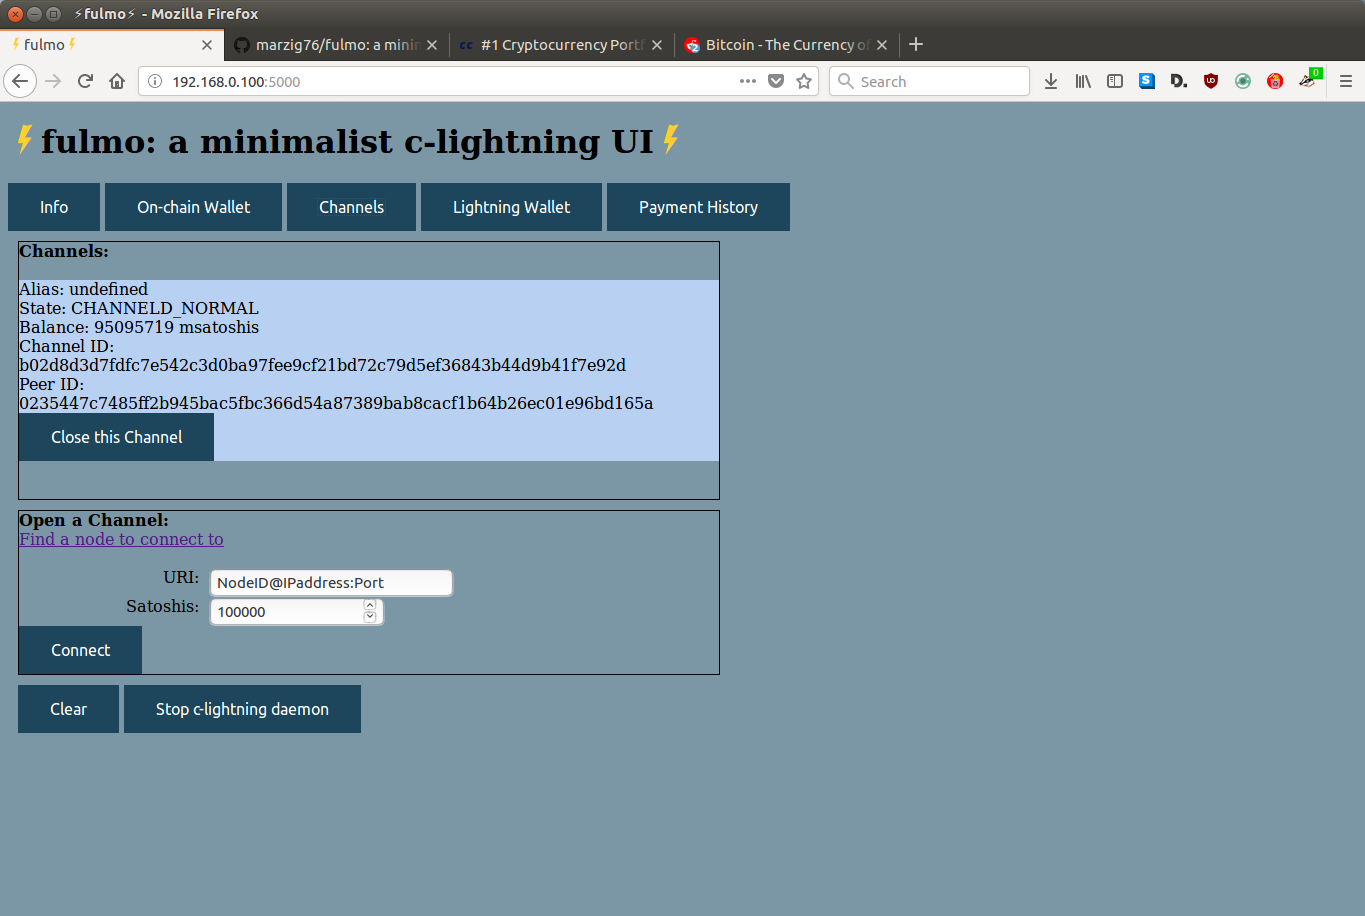 ⚡fulmo⚡ - Mozilla Firefox
⚡fulmo⚡
marzig76/fulmo: a minim
cc #1 Cryptocurrency Portf
Bitcoin - The Currency of
192.168.0.100:5000
Search
S
D.
0
⚡fulmo: a minimalist c-lightning UI⚡
Info
On-chain Wallet
Channels
Lightning Wallet
Payment History
Channels:
Alias: undefined
State: CHANNELD_NORMAL
Balance: 95095719 msatoshis
Channel ID:
b02d8d3d7fdfc7e542c3d0ba97fee9cf21bd72c79d5ef36843b44d9b41f7e92d
Peer ID:
0235447c7485ff2b945bac5fbc366d54a87389bab8cacf1b64b26ec01e96bd165a
Close this Channel
Open a Channel:
Find a node to connect to
URI:
NodeID@IPaddress:Port
Satoshis:
100000
Connect
Clear
Stop c-lightning daemon